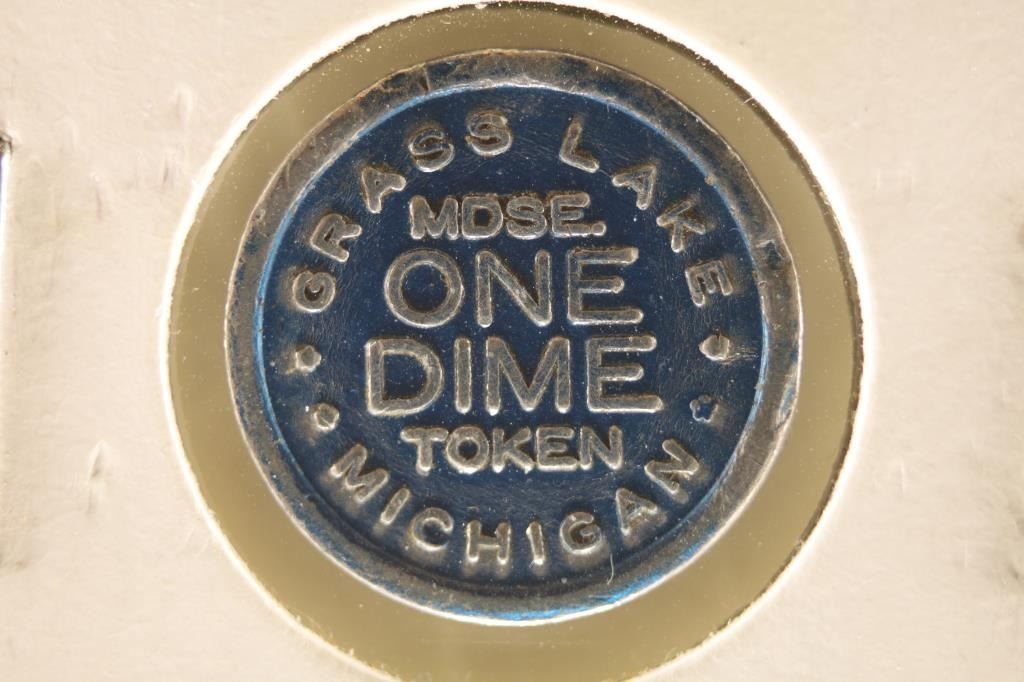 GRASS LAKE
MDSE.
ONE
DIME
TOKEN
MICHIGAN